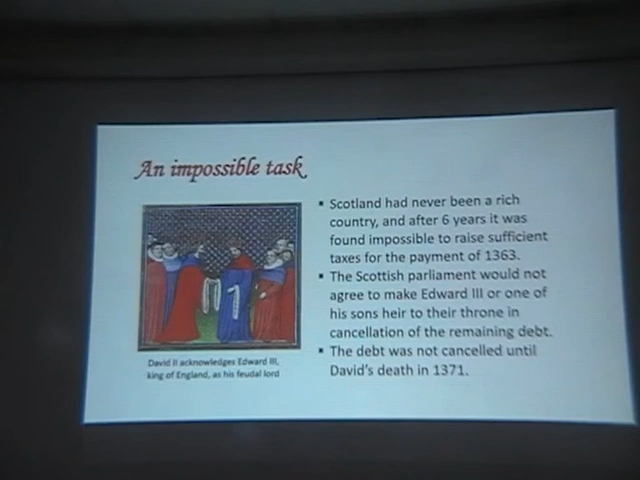 An impossible task
Scotland had never been a rich
country, and after 6 years it was
found impossible to raise sufficient
taxes for the payment of 1363.
The Scottish parliament would not
agree to make Edward III or one of
his sons heir to their throne in
cancellation of the remaining debt.
The debt was not cancelled until
David's death in 1371.
David II acknowledges Edward III,
king of England, as his feudal lord